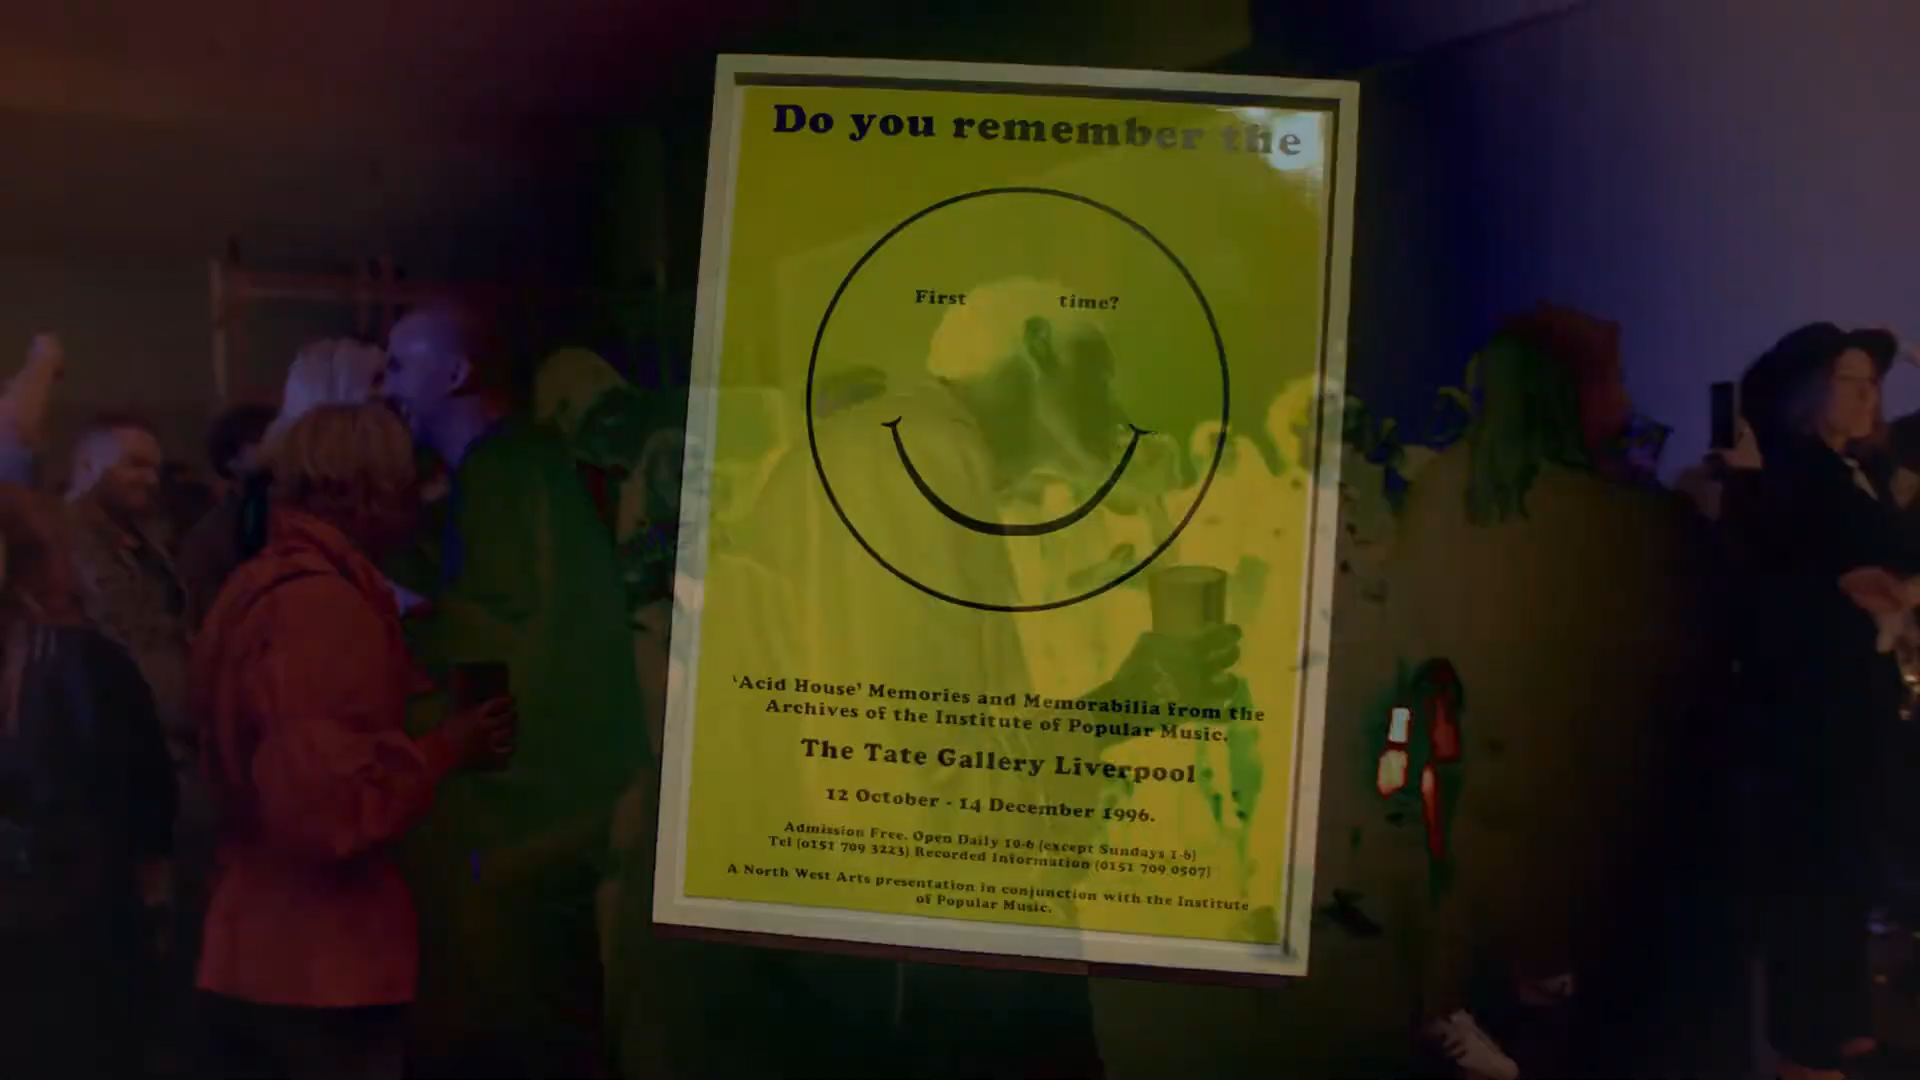 Do you remember the
First time?
‘Acid House’ Memories and Memorabilia from the
Archives of the Institute of Popular Music.
The Tate Gallery Liverpool
12 October - 14 December 1996.
Admission Free. Open Daily 10-6 (except Sundays 1-6)
Tel (0151 709 3223) Recorded Information (0151 709 0507)
A North West Arts presentation in conjunction with the Institute
of Popular Music.